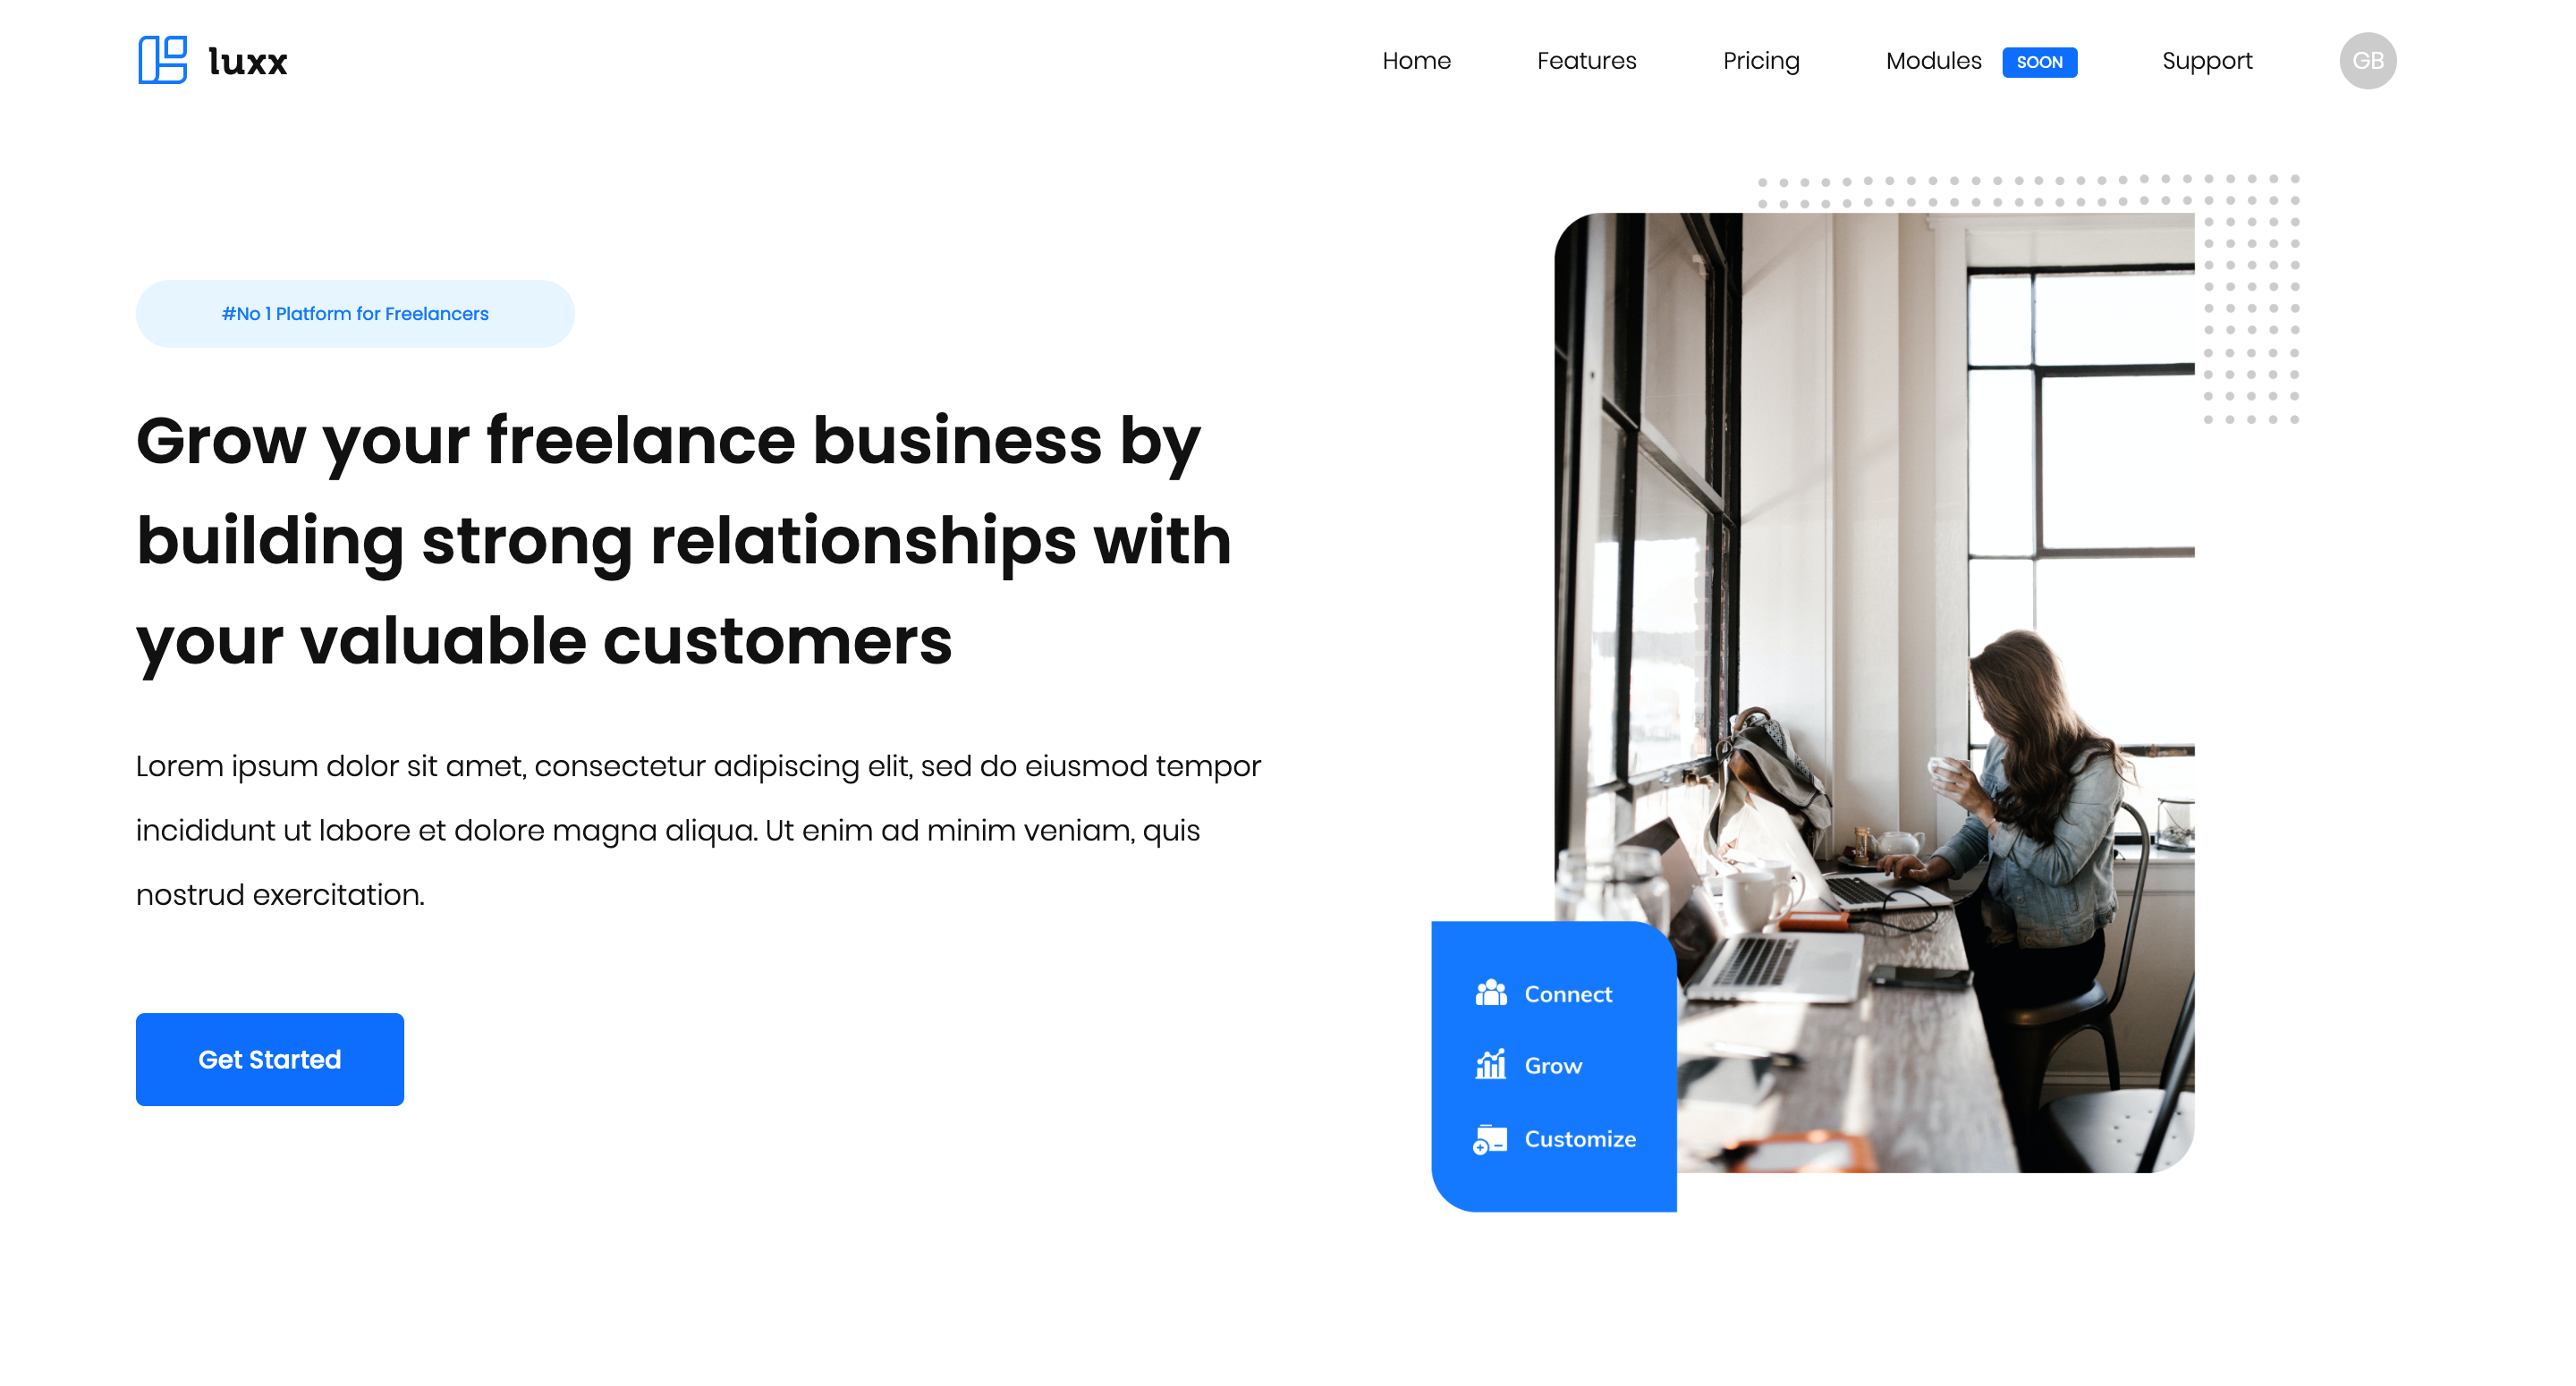 luxx
Home
Features
Pricing
Modules
SOON
Support
GB
#No 1 Platform for Freelancers
Grow your freelance business by
building strong relationships with
your valuable customers
Lorem ipsum dolor sit amet, consectetur adipiscing elit, sed do eiusmod tempor
incididunt ut labore et dolore magna aliqua. Ut enim ad minim veniam, quis
nostrud exercitation.
Get Started
Connect
Grow
Customize